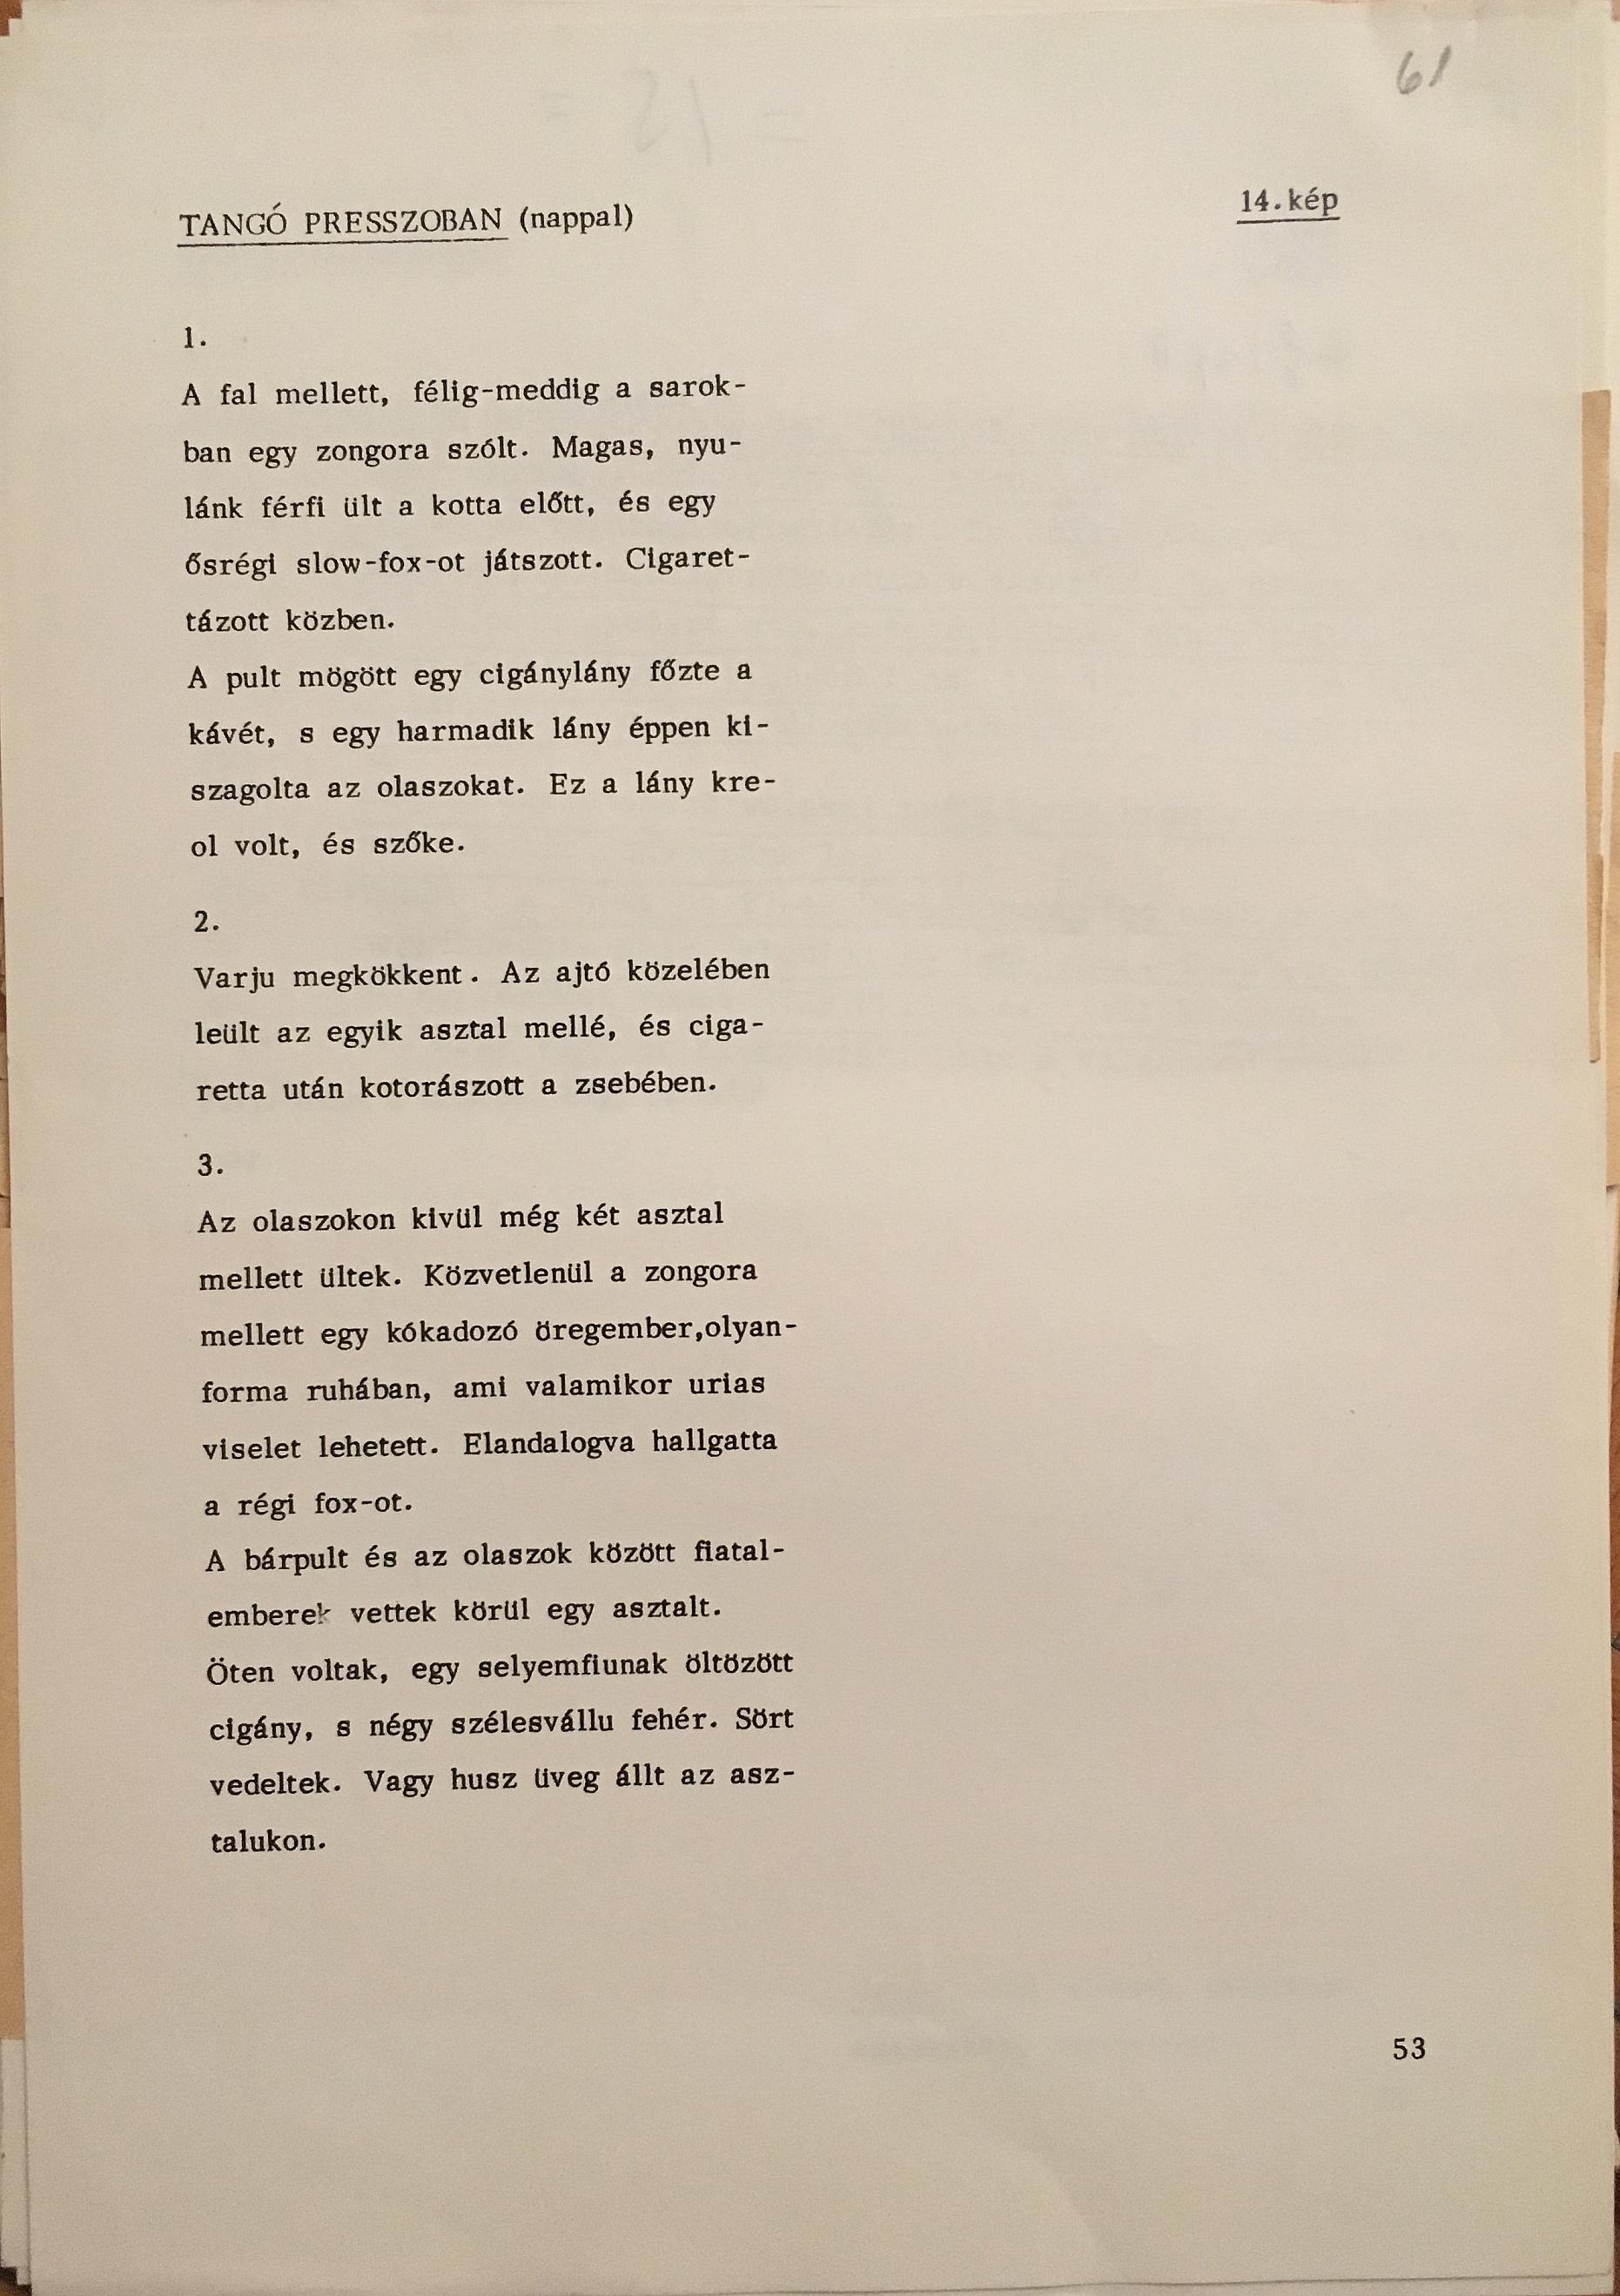 61
TANGÓ PRESSZOBAN (nappal) 14.kép
1.
A fal mellett, félig-meddig a sarok-
ban egy zongora szólt. Magas, nyu-
lánk férfi ült a kotta előtt, és egy
ősrégi slow-fox-ot játszott. Cigaret-
tázott közben.
A pult mögött egy cigánylány főzte a
kávét, s egy harmadik lány éppen ki-
szagolta az olaszokat. Ez a lány kre-
ol volt, és szőke.
2.
Varju megkökkent. Az ajtó közelében
leült az egyik asztal mellé, és ciga-
retta után kotorászott a zsebében.
3.
Az olaszokon kivül még két asztal
mellett ültek. Közvetlenül a zongora
mellett egy kókadozó öregember,olyan-
forma ruhában, ami valamikor urias
viselet lehetett. Elandalogva hallgatta
a régi fox-ot.
A bárpult és az olaszok között fiatal-
emberek vettek körül egy asztalt.
Öten voltak, egy selyemfiunak öltözött
cigány, s négy szélesvállu fehér. Sört
vedeltek. Vagy husz üveg állt az asz-
talukon.
53